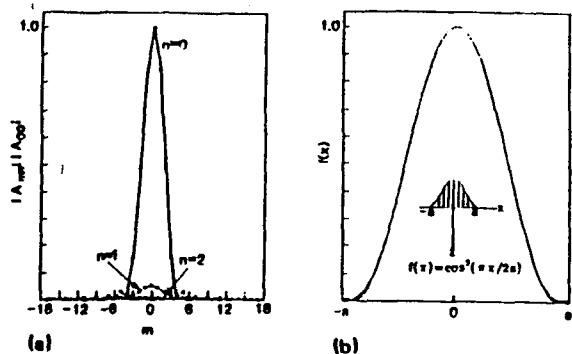 1.0
n=0
|A_mn| |A_00|
n=1
n=2
-18 -12 -6 0 6 12 18
m
(a)
1.0
f(x)
-a a x
f(x)=cos²(πx/2a)
-a 0 a
(b)